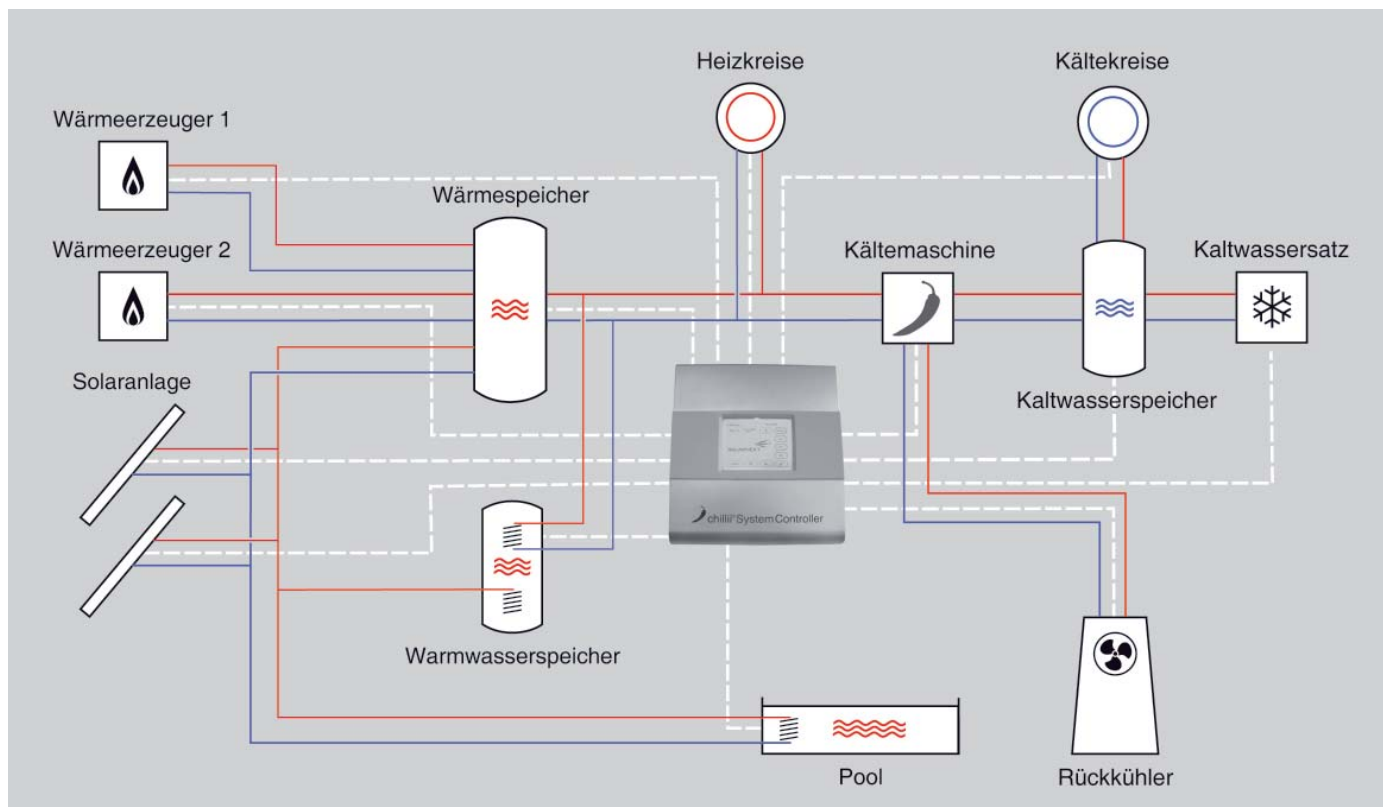 Heizkreise
Kältekreise
Wärmeerzeuger 1
Wärmespeicher
Wärmeerzeuger 2
Kältemaschine
Kaltwassersatz
Solaranlage
Kaltwasserspeicher
chillii® System Controller
Warmwasserspeicher
Pool
Rückkühler